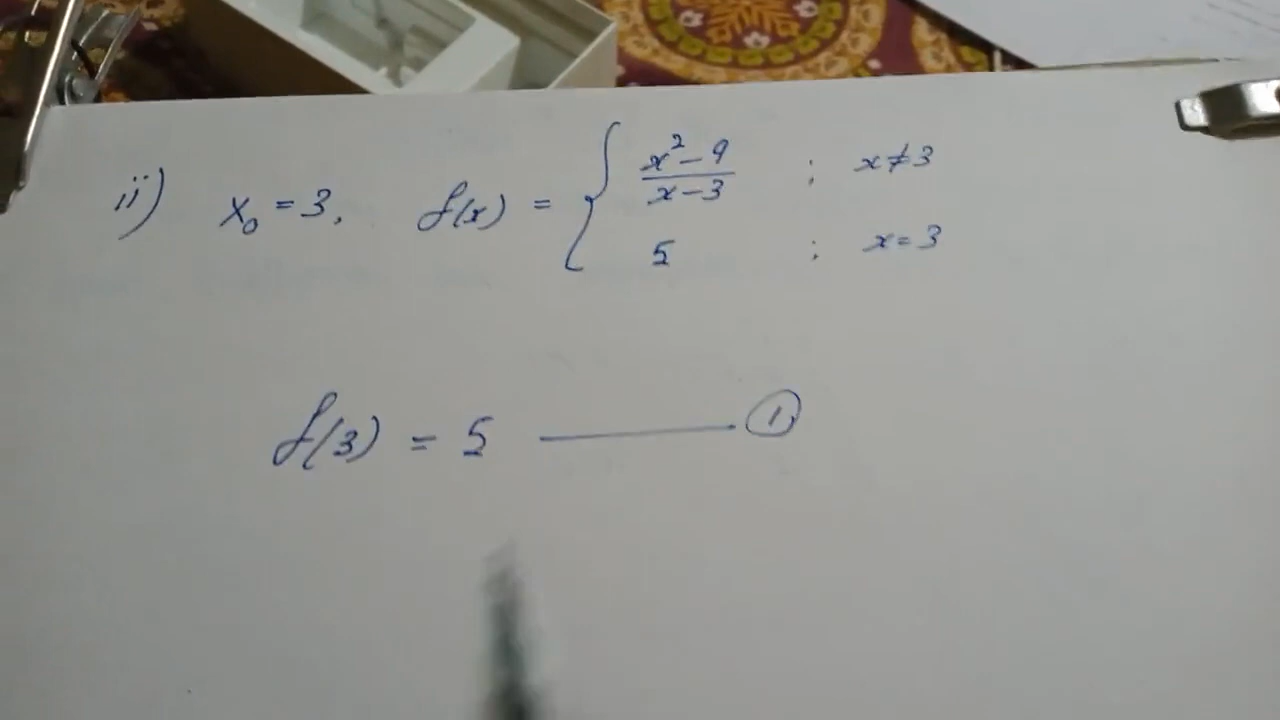 ii) x₀ = 3, f(x) = { (x² - 9)/(x - 3) ; x ≠ 3
5 ; x = 3
f(3) = 5 ——— ①